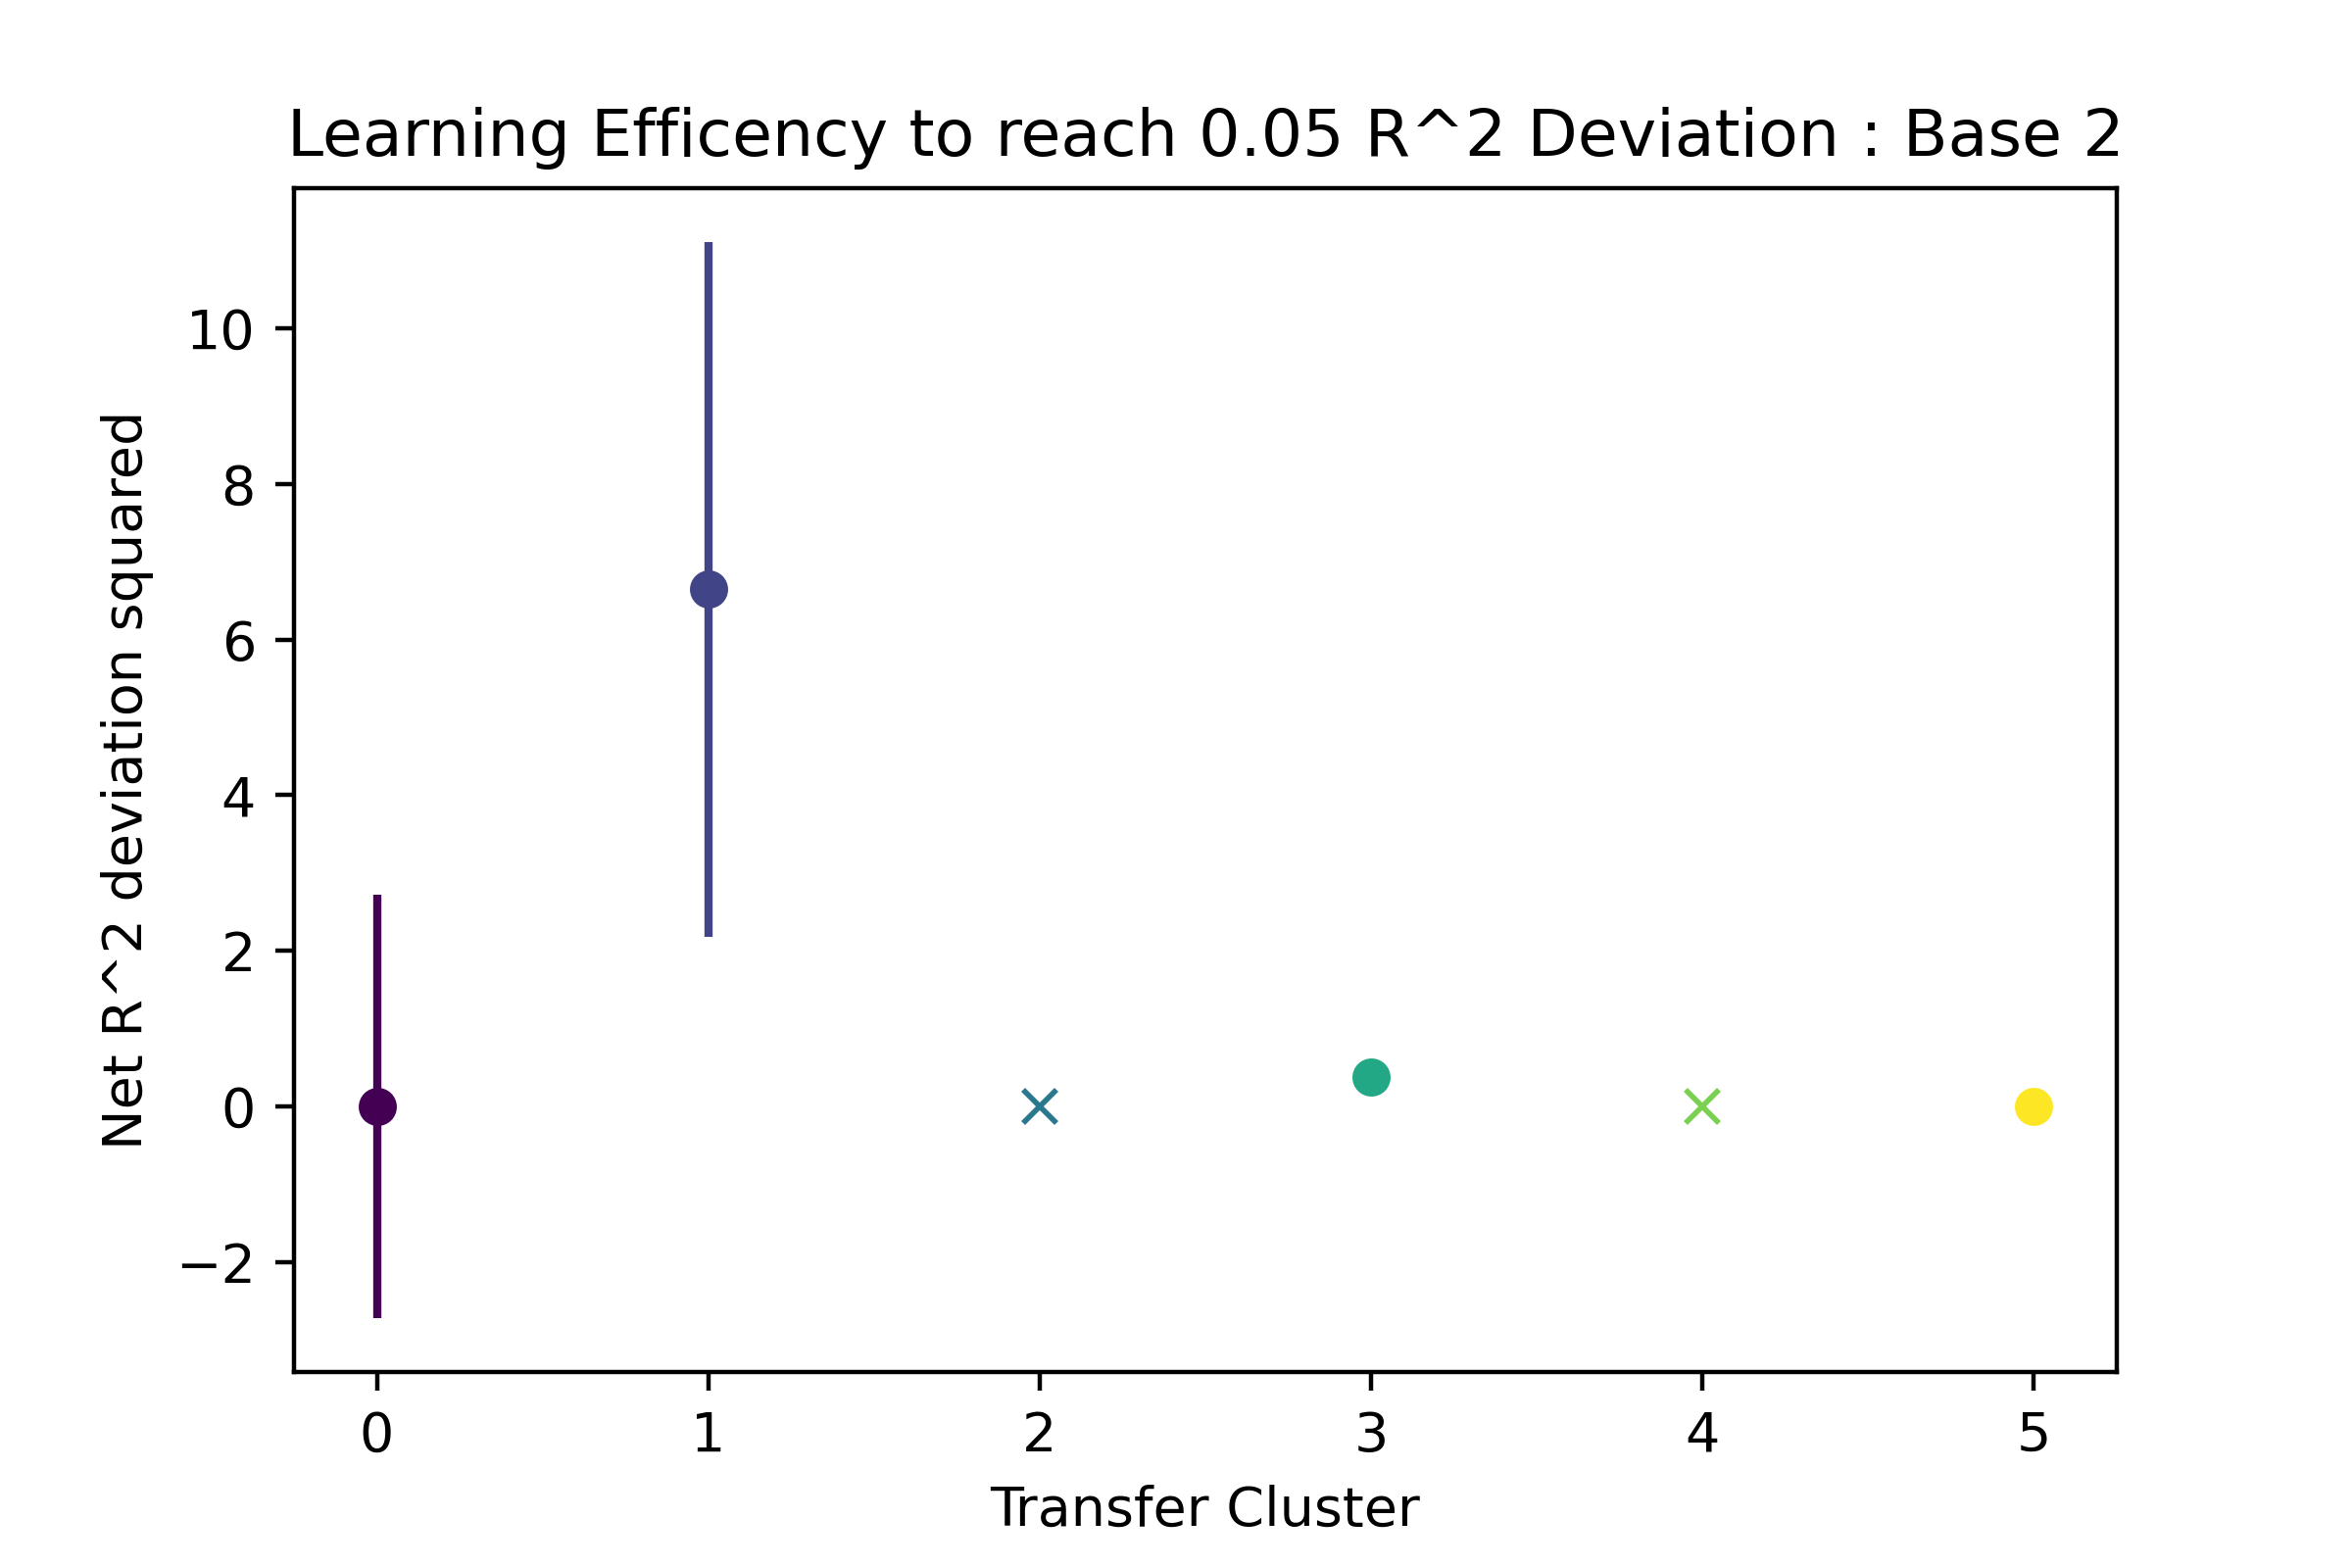 Learning Efficency to reach 0.05 R^2 Deviation : Base 2
Net R^2 deviation squared
10
8
6
4
2
0
−2
0 1 2 3 4 5
Transfer Cluster